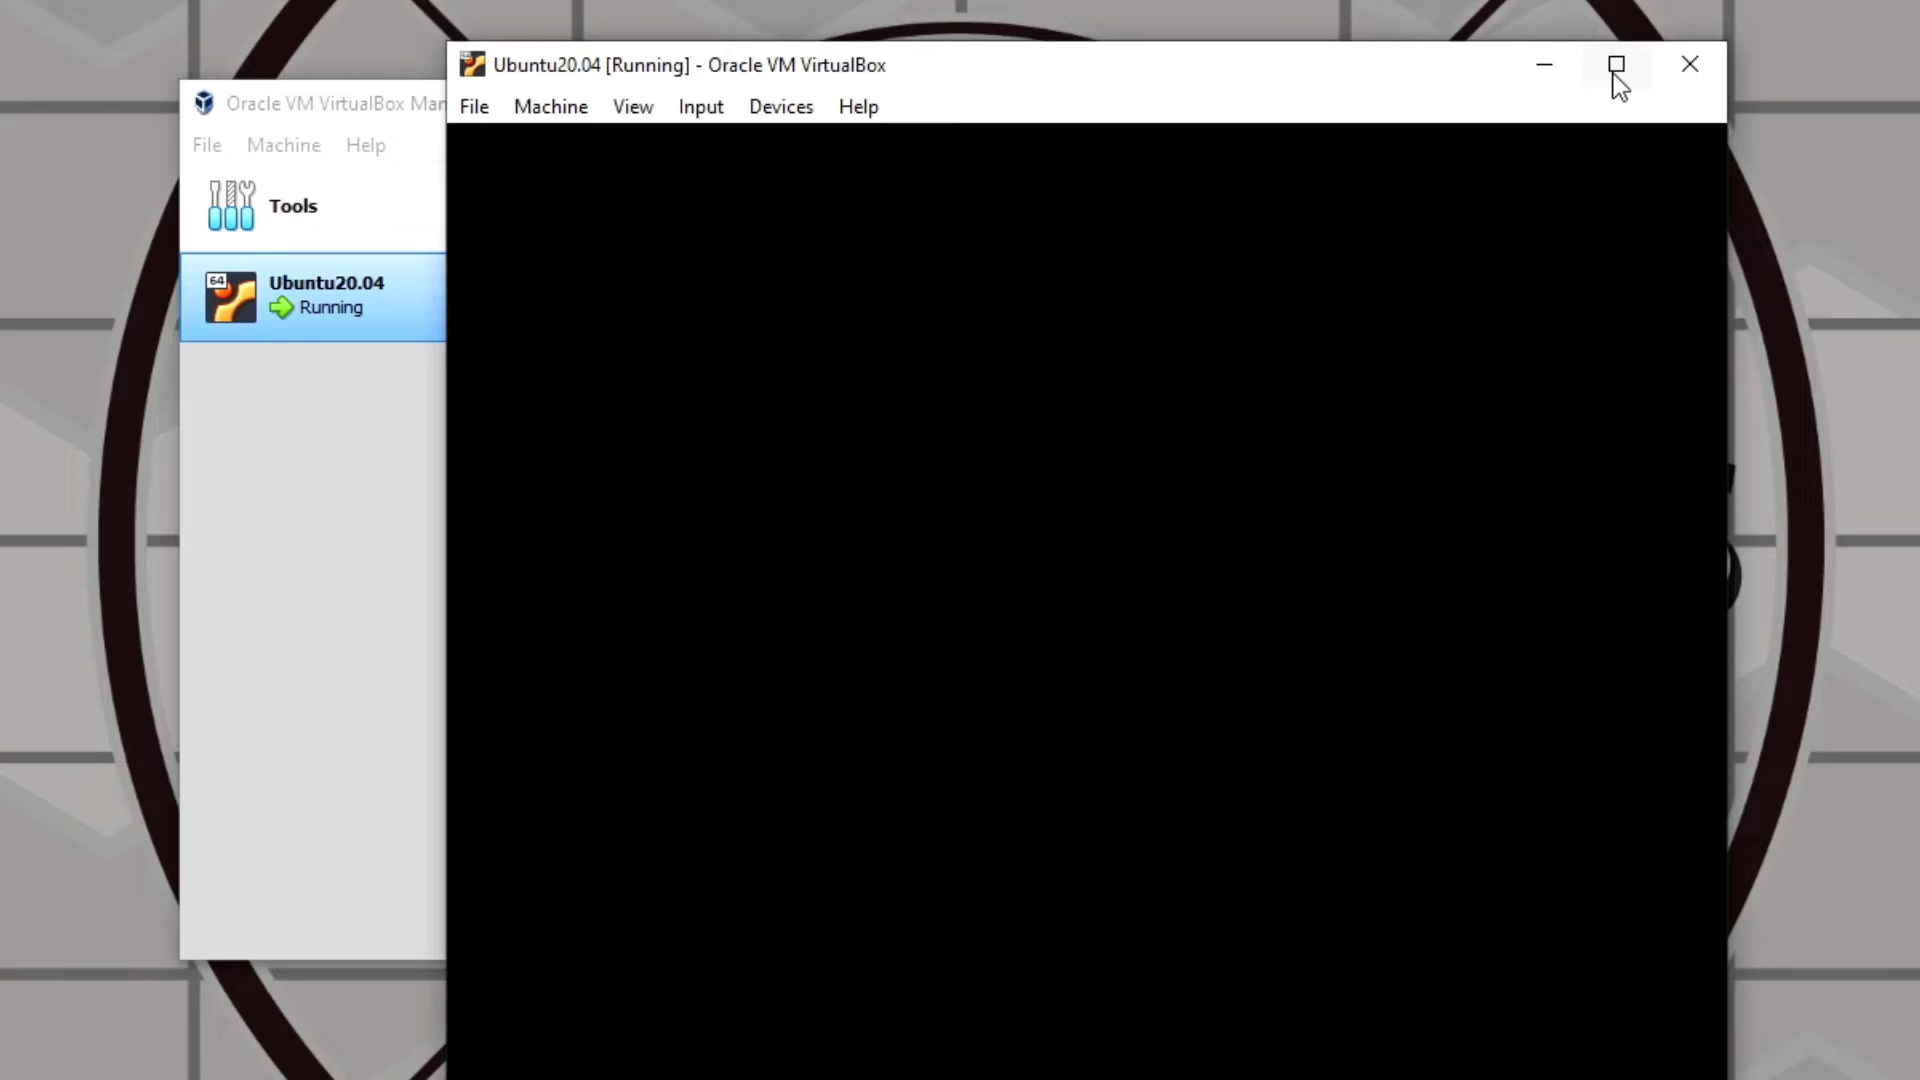 Ubuntu20.04 [Running] - Oracle VM VirtualBox
File Machine View Input Devices Help
Oracle VM VirtualBox Man
File Machine Help
Tools
64
Ubuntu20.04
Running